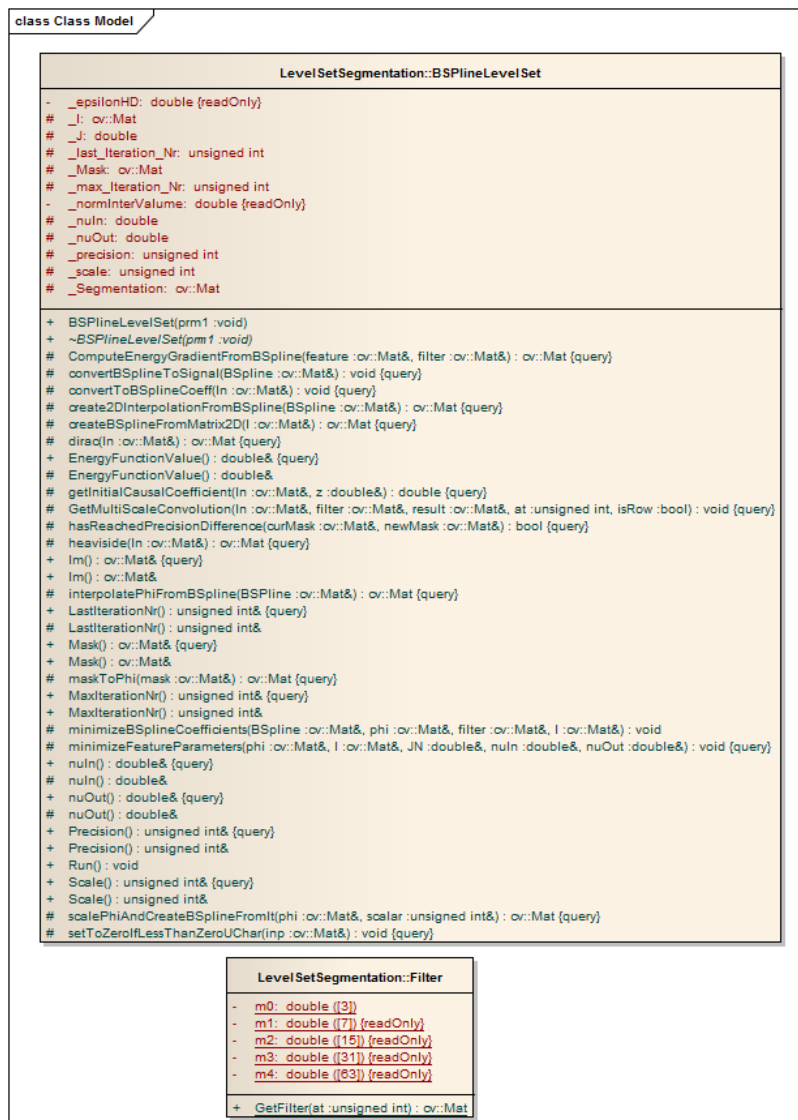 class Class Model
LevelSetSegmentation::BSPlineLevelSet
- _epsilonHD: double {readOnly}
# _I: cv::Mat
# _J: double
# _last_Iteration_Nr: unsigned int
# _Mask: cv::Mat
# _max_Iteration_Nr: unsigned int
- _normInterValume: double {readOnly}
# _nuIn: double
# _nuOut: double
# _precision: unsigned int
# _scale: unsigned int
# _Segmentation: cv::Mat
+ BSPlineLevelSet(prm1 :void)
+ ~BSPlineLevelSet(prm1 :void)
# ComputeEnergyGradientFromBSpline(feature :cv::Mat&, filter :cv::Mat&) : cv::Mat {query}
# convertBSplineToSignal(BSpline :cv::Mat&) : void {query}
# convertToBSplineCoeff(In :cv::Mat&) : void {query}
# create2DInterpolationFromBSpline(BSpline :cv::Mat&) : cv::Mat {query}
# createBSplineFromMatrix2D(I :cv::Mat&) : cv::Mat {query}
# dirac(In :cv::Mat&) : cv::Mat {query}
+ EnergyFunctionValue() : double& {query}
# EnergyFunctionValue() : double&
# getInitialCausalCoefficient(In :cv::Mat&, z :double&) : double {query}
# GetMultiScaleConvolution(In :cv::Mat&, filter :cv::Mat&, result :cv::Mat&, at :unsigned int, isRow :bool) : void {query}
# hasReachedPrecisionDifference(curMask :cv::Mat&, newMask :cv::Mat&) : bool {query}
# heaviside(In :cv::Mat&) : cv::Mat {query}
+ Im() : cv::Mat& {query}
+ Im() : cv::Mat&
# interpolatePhiFromBSpline(BSPline :cv::Mat&) : cv::Mat {query}
+ LastIterationNr() : unsigned int& {query}
# LastIterationNr() : unsigned int&
+ Mask() : cv::Mat& {query}
+ Mask() : cv::Mat&
# maskToPhi(mask :cv::Mat&) : cv::Mat {query}
+ MaxIterationNr() : unsigned int& {query}
+ MaxIterationNr() : unsigned int&
# minimizeBSplineCoefficients(BSpline :cv::Mat&, phi :cv::Mat&, filter :cv::Mat&, I :cv::Mat&) : void
# minimizeFeatureParameters(phi :cv::Mat&, I :cv::Mat&, JN :double&, nuIn :double&, nuOut :double&) : void {query}
+ nuIn() : double& {query}
# nuIn() : double&
+ nuOut() : double& {query}
# nuOut() : double&
+ Precision() : unsigned int& {query}
+ Precision() : unsigned int&
+ Run() : void
+ Scale() : unsigned int& {query}
+ Scale() : unsigned int&
# scalePhiAndCreateBSplineFromIt(phi :cv::Mat&, scalar :unsigned int&) : cv::Mat {query}
# setToZeroIfLessThanZeroUChar(inp :cv::Mat&) : void {query}
LevelSetSegmentation::Filter
- m0: double ([3])
- m1: double ([7]) {readOnly}
- m2: double ([15]) {readOnly}
- m3: double ([31]) {readOnly}
- m4: double ([63]) {readOnly}
+ GetFilter(at :unsigned int) : cv::Mat